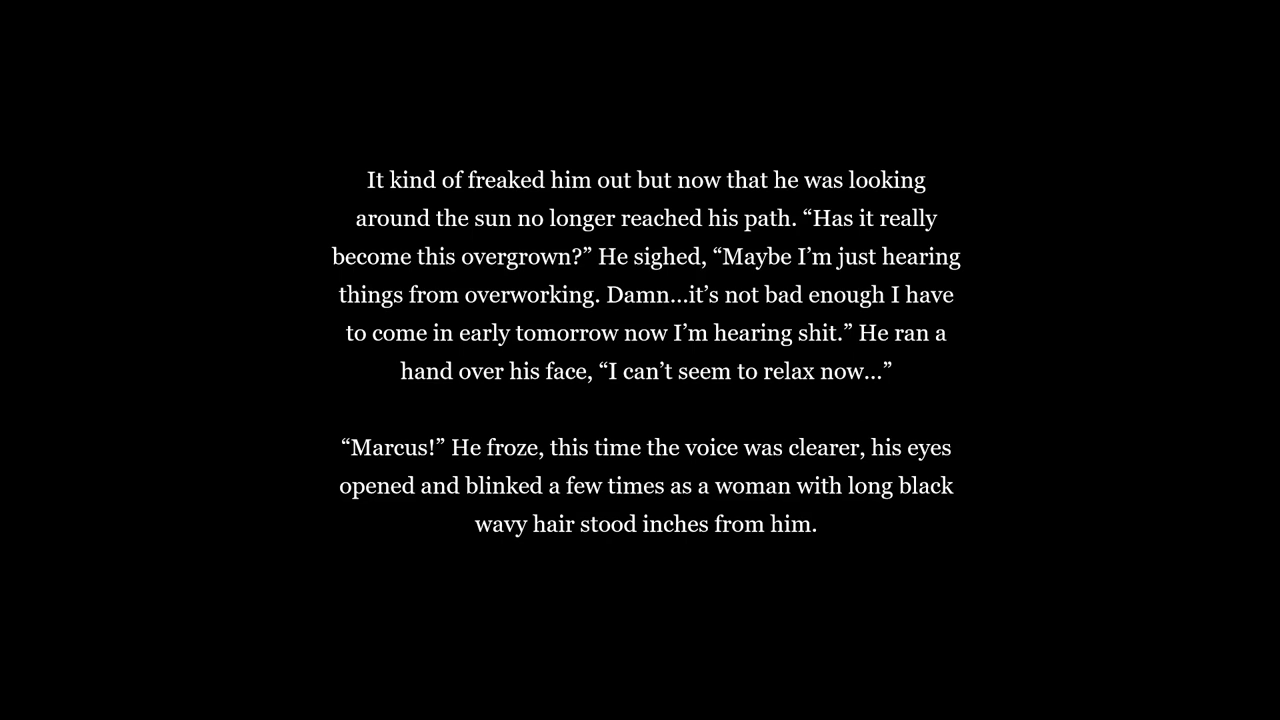 It kind of freaked him out but now that he was looking
around the sun no longer reached his path. “Has it really
become this overgrown?” He sighed, “Maybe I’m just hearing
things from overworking. Damn...it’s not bad enough I have
to come in early tomorrow now I’m hearing shit.” He ran a
hand over his face, “I can’t seem to relax now...”
“Marcus!” He froze, this time the voice was clearer, his eyes
opened and blinked a few times as a woman with long black
wavy hair stood inches from him.